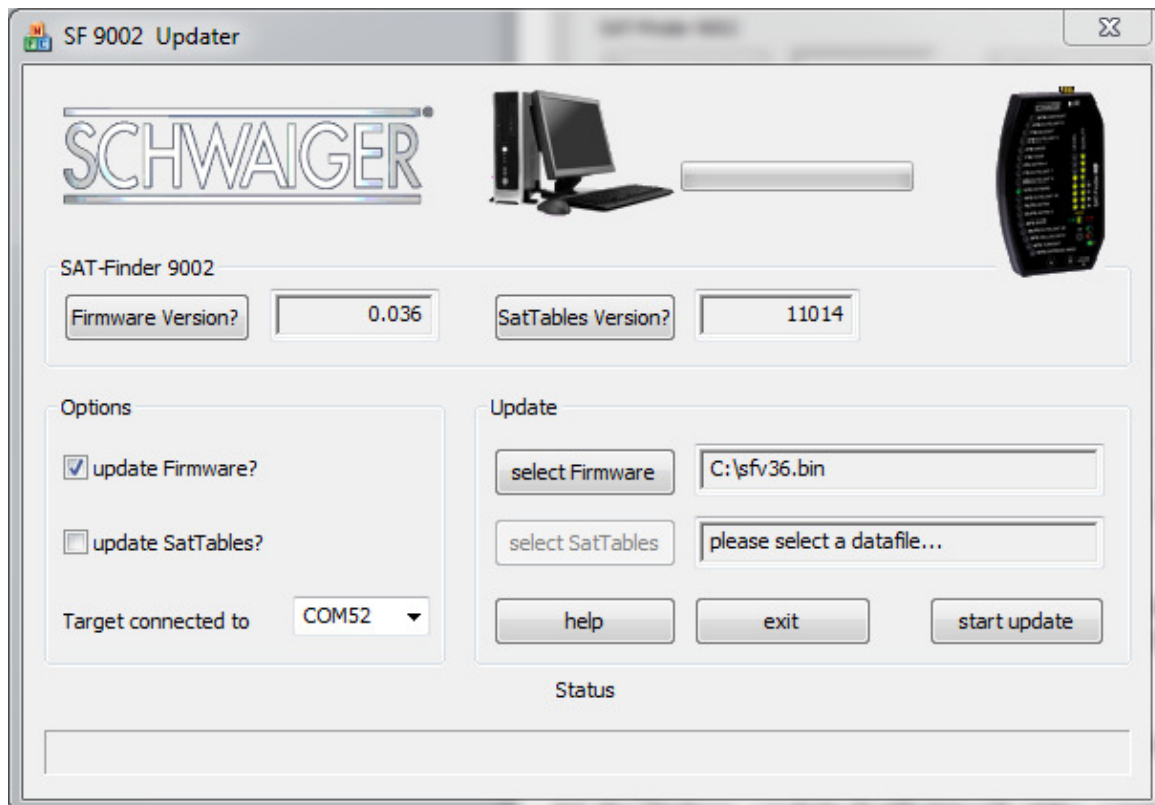 SF 9002 Updater
SCHWAIGER
SAT-Finder 9002
Firmware Version?
0.036
SatTables Version?
11014
Options
update Firmware?
update SatTables?
Target connected to
COM52
Update
select Firmware
C:\sfv36.bin
select SatTables
please select a datafile...
help
exit
start update
Status